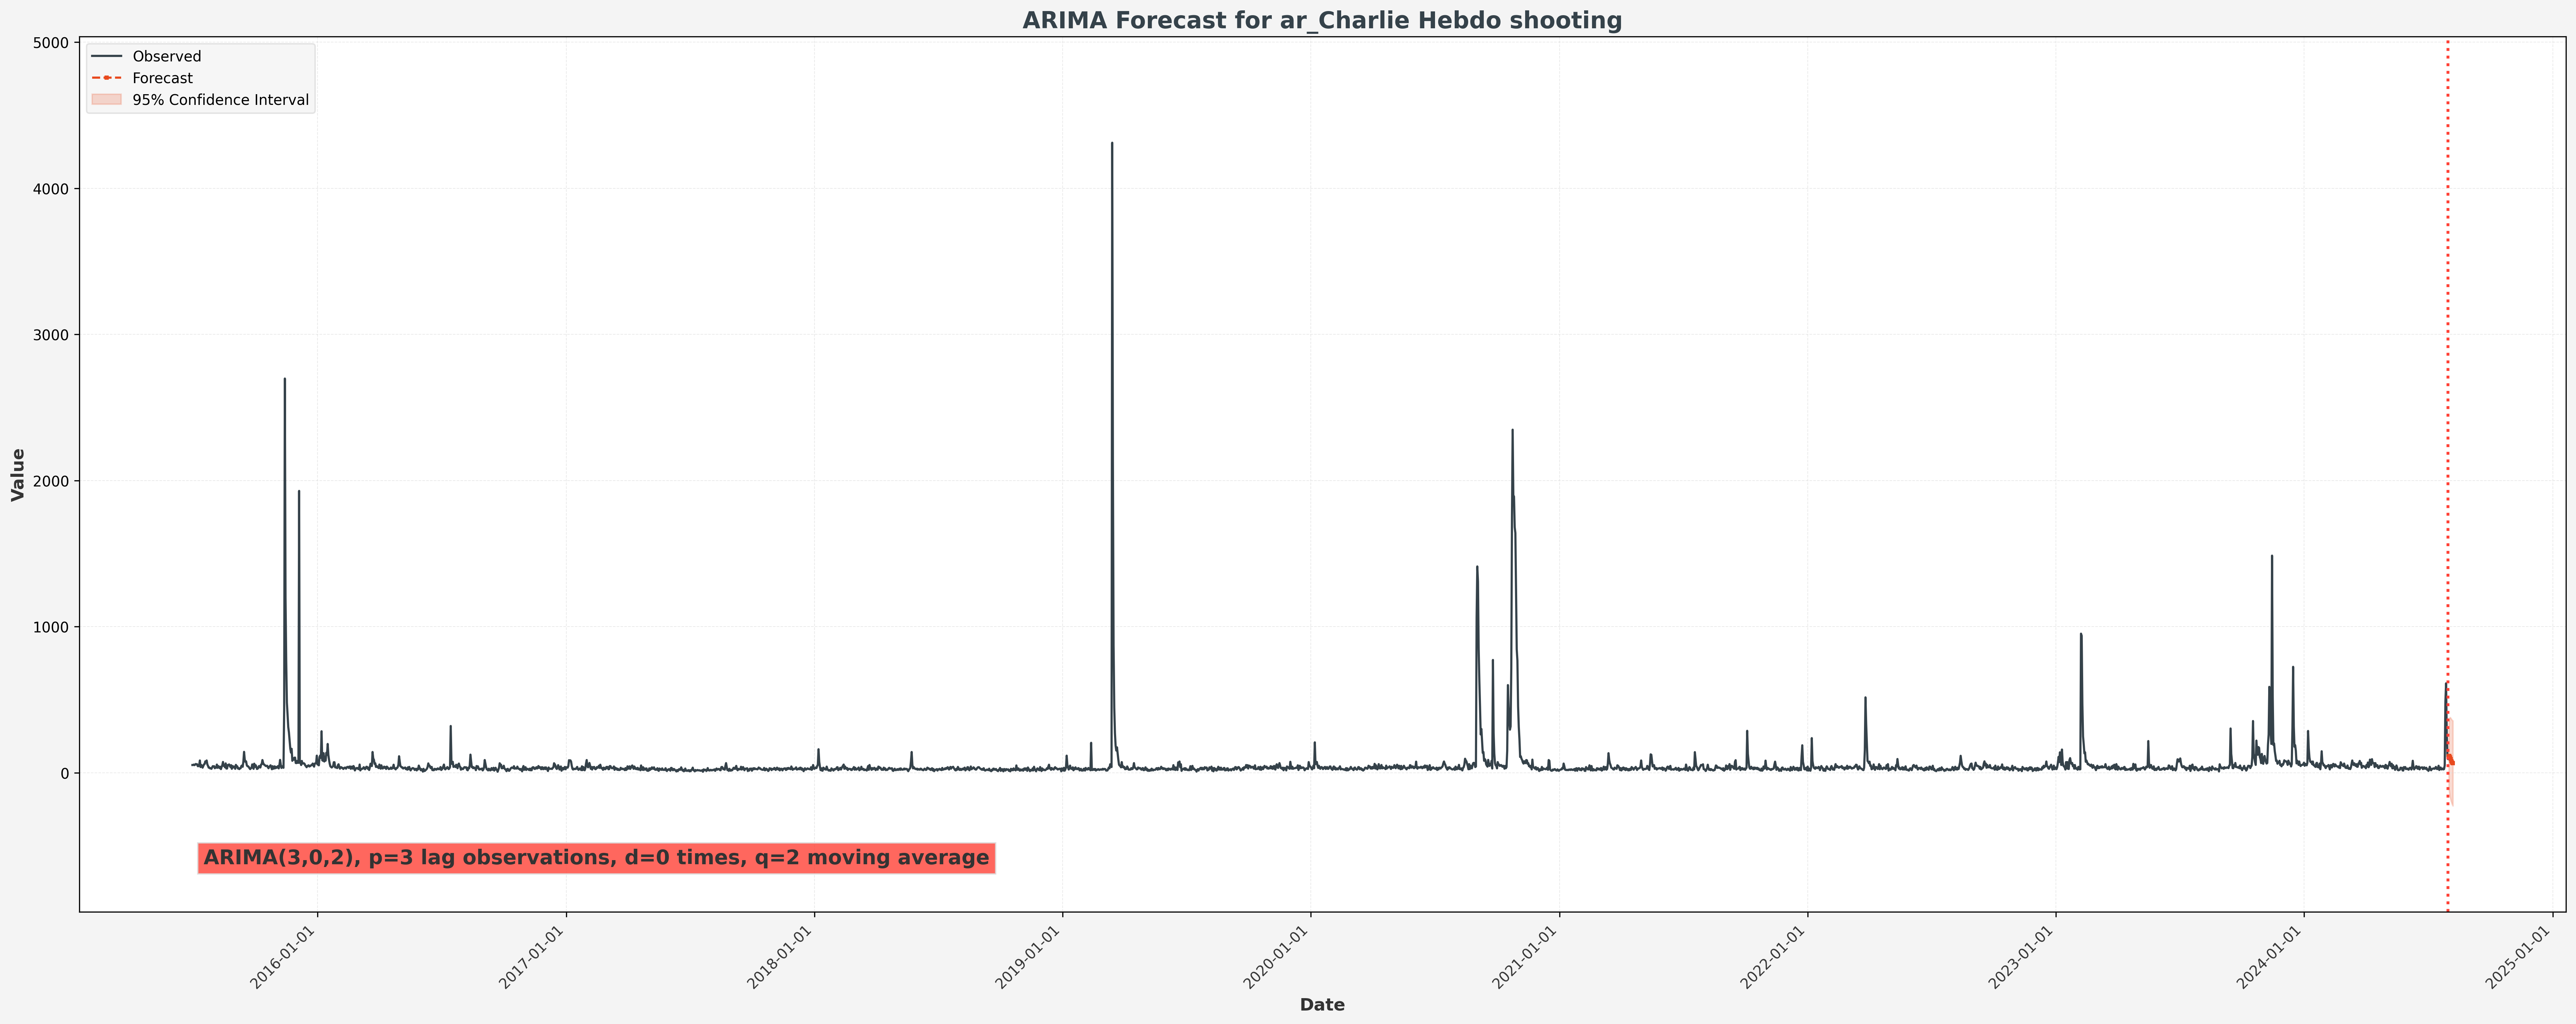 ARIMA Forecast for ar_Charlie Hebdo shooting
Observed
Forecast
95% Confidence Interval
5000
4000
3000
2000
1000
0
Value
ARIMA(3,0,2), p=3 lag observations, d=0 times, q=2 moving average
2016-01-01
2017-01-01
2018-01-01
2019-01-01
2020-01-01
2021-01-01
2022-01-01
2023-01-01
2024-01-01
2025-01-01
Date